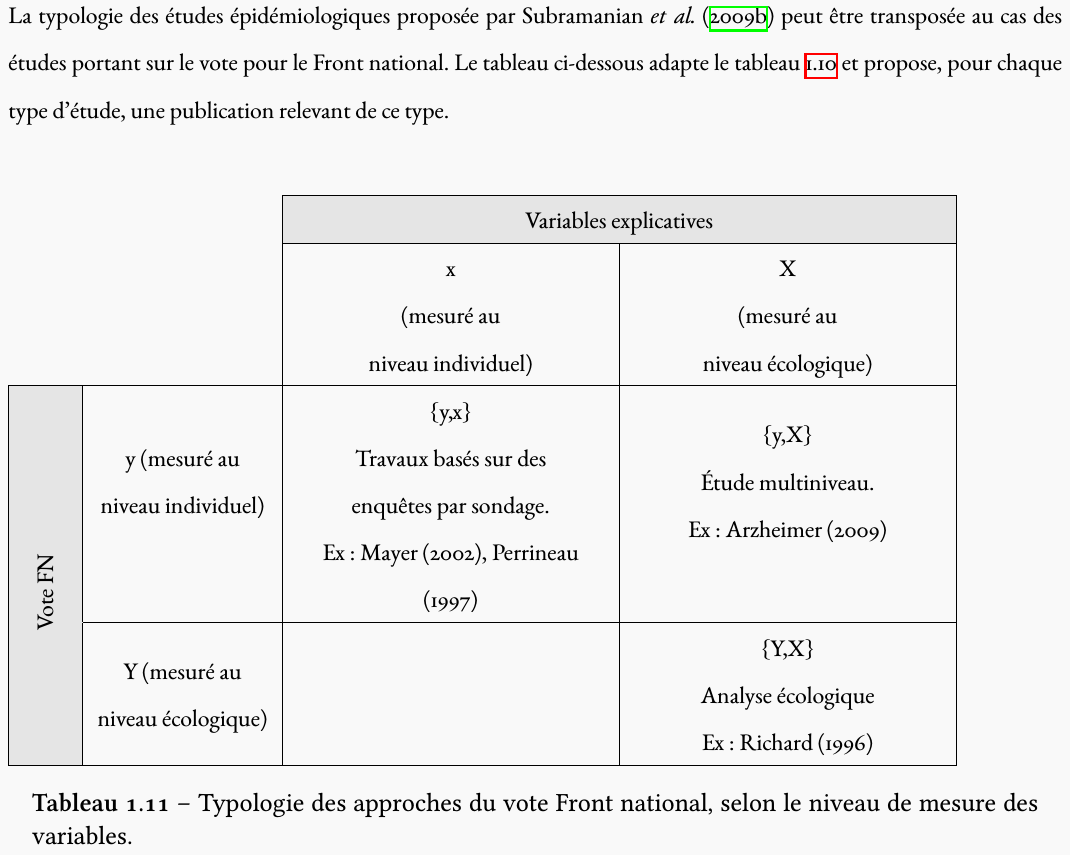 La typologie des études épidémiologiques proposée par Subramanian et al. (2009b) peut être transposée au cas des
études portant sur le vote pour le Front national. Le tableau ci-dessous adapte le tableau 1.10 et propose, pour chaque
type d'étude, une publication relevant de ce type.
Variables explicatives
x
(mesuré au
niveau individuel)
X
(mesuré au
niveau écologique)
Vote FN
y (mesuré au
niveau individuel)
{y,x}
Travaux basés sur des
enquêtes par sondage.
Ex : Mayer (2002), Perrineau
(1997)
{y,X}
Étude multiniveau.
Ex : Arzheimer (2009)
Y (mesuré au
niveau écologique)
{Y,X}
Analyse écologique
Ex : Richard (1996)
Tableau 1.11 – Typologie des approches du vote Front national, selon le niveau de mesure des
variables.